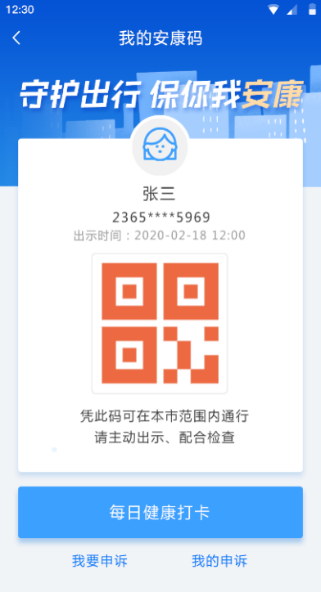 12:30
我的安康码
守护出行 保你我安康
张三
2365****5969
出示时间：2020-02-18 12:00
凭此码可在本市范围内通行
请主动出示、配合检查
每日健康打卡
我要申诉 我的申诉